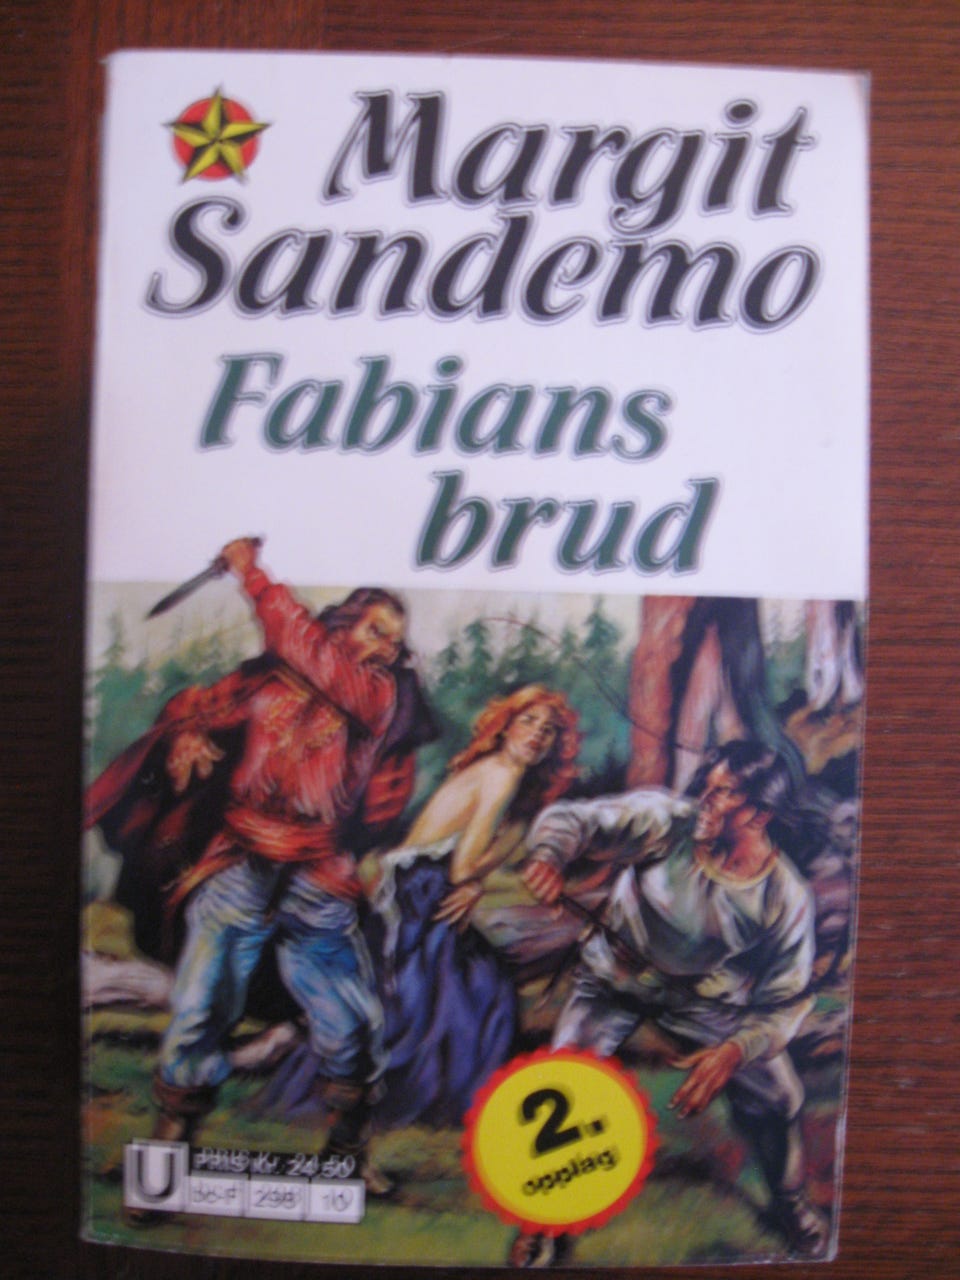 Margit
Sandemo
Fabians
brud
2.
opplag
U
PRIS Kr. 24.50